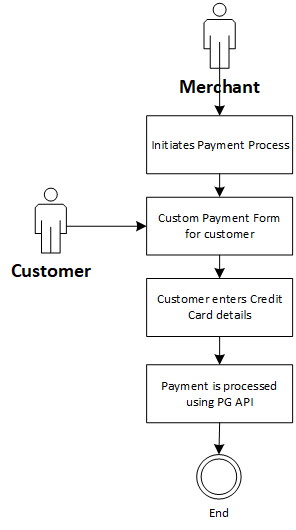 Merchant
Initiates Payment Process
Custom Payment Form
for customer
Customer
Customer enters Credit
Card details
Payment is processed
using PG API
End